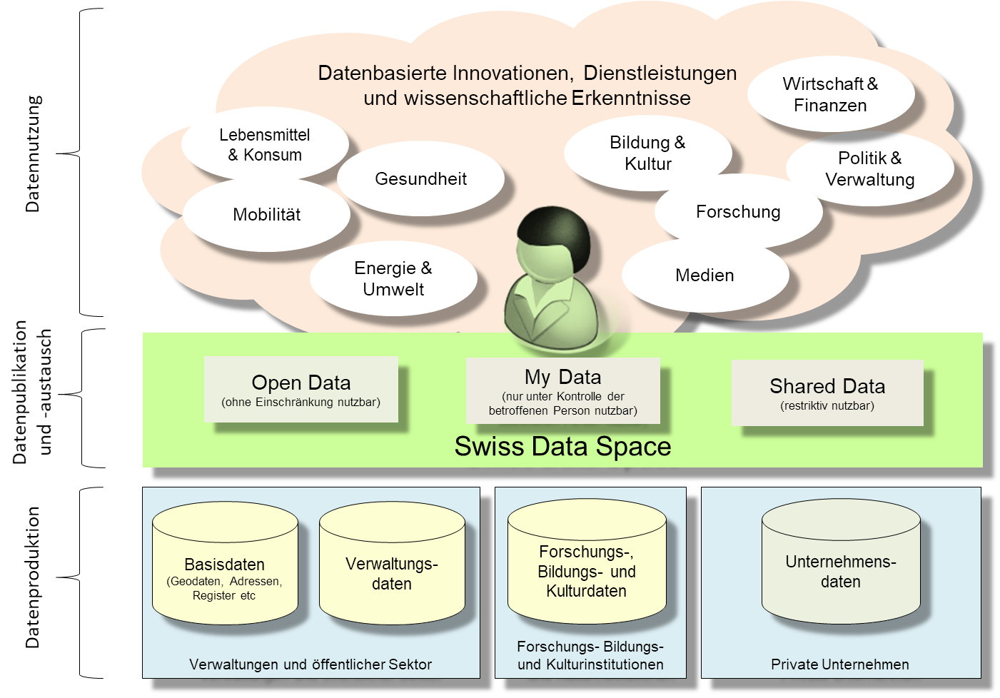 Datennutzung
Datenbasierte Innovationen, Dienstleistungen
und wissenschaftliche Erkenntnisse
Wirtschaft &
Finanzen
Lebensmittel
& Konsum
Bildung &
Kultur
Politik &
Verwaltung
Gesundheit
Mobilität
Forschung
Energie &
Umwelt
Medien
Datenpublikation
und -austausch
Open Data
(ohne Einschränkung nutzbar)
My Data
(nur unter Kontrolle der
betroffenen Person nutzbar)
Shared Data
(restriktiv nutzbar)
Swiss Data Space
Datenproduktion
Basisdaten
(Geodaten, Adressen,
Register etc
Verwaltungs-
daten
Verwaltungen und öffentlicher Sektor
Forschungs-,
Bildungs- und
Kulturdaten
Forschungs- Bildungs-
und Kulturinstitutionen
Unternehmens-
daten
Private Unternehmen